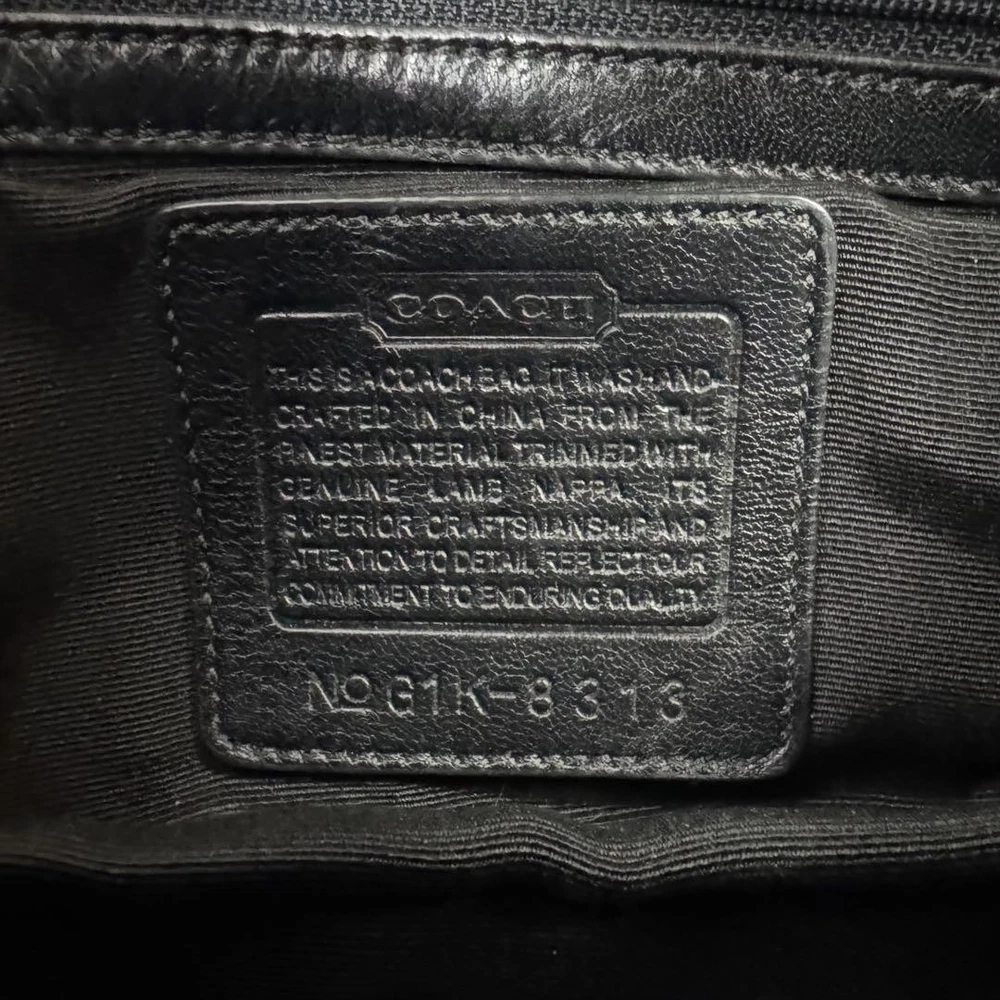 COACH
THIS IS A COACH BAG. IT WAS HAND-
CRAFTED IN CHINA FROM THE
FINEST MATERIAL TRIMMED WITH
GENUINE LAMB NAPPA. ITS
SUPERIOR CRAFTSMANSHIP AND
ATTENTION TO DETAIL REFLECT OUR
COMMITMENT TO ENDURING QUALITY.
No G1K-8313